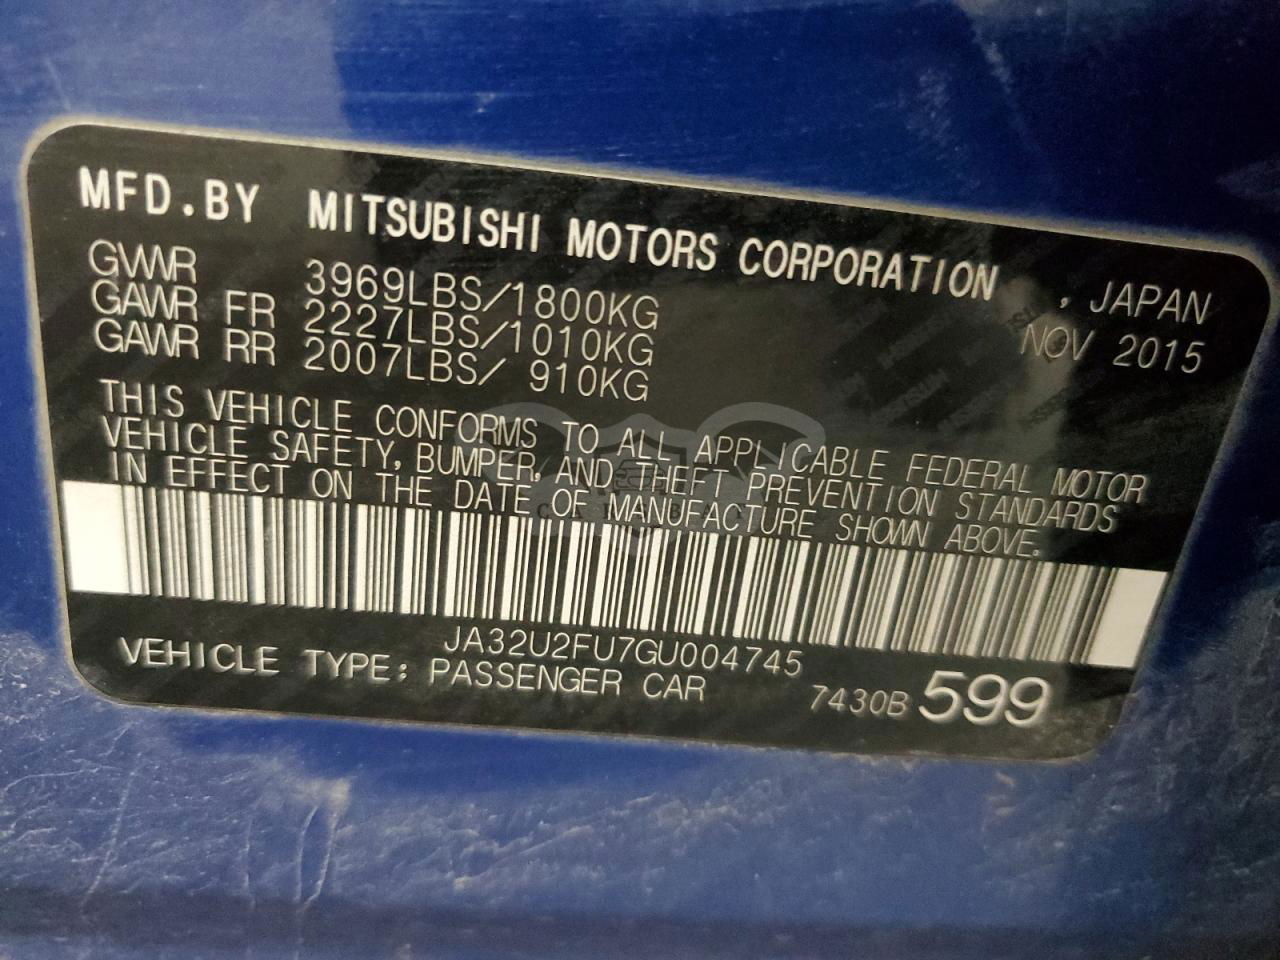 MFD.BY MITSUBISHI MOTORS CORPORATION , JAPAN
GVWR 3969LBS/1800KG NOV 2015
GAWR FR 2227LBS/1010KG
GAWR RR 2007LBS/ 910KG
THIS VEHICLE CONFORMS TO ALL APPLICABLE FEDERAL MOTOR
VEHICLE SAFETY, BUMPER, AND THEFT PREVENTION STANDARDS
IN EFFECT ON THE DATE OF MANUFACTURE SHOWN ABOVE.
JA32U2FU7GU004745
VEHICLE TYPE: PASSENGER CAR 7430B 599